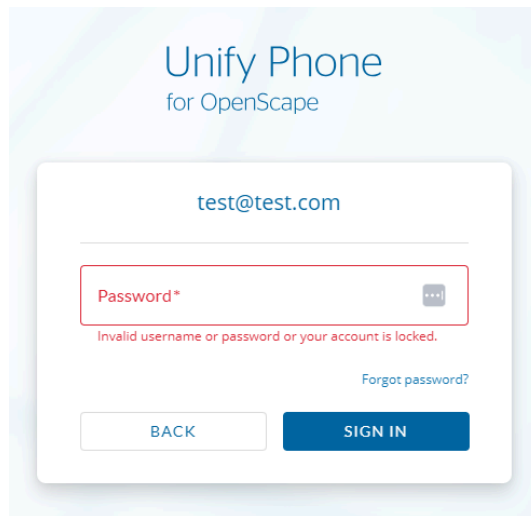 Unify Phone
for OpenScape
test@test.com
Password*
Invalid username or password or your account is locked.
Forgot password?
BACK
SIGN IN